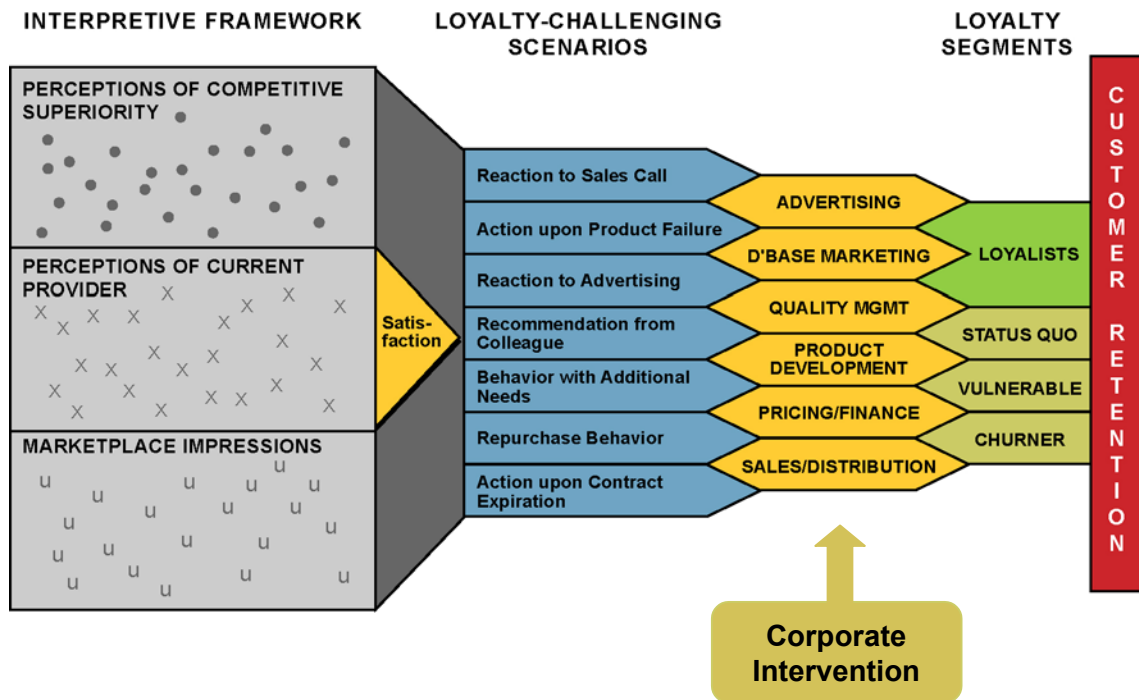 INTERPRETIVE FRAMEWORK
LOYALTY-CHALLENGING
SCENARIOS
LOYALTY
SEGMENTS
PERCEPTIONS OF COMPETITIVE
SUPERIORITY
PERCEPTIONS OF CURRENT
PROVIDER
X X X X X X X X X X X X X X X X X X X X X
Satis-
faction
MARKETPLACE IMPRESSIONS
u u u u u u u u u u u u u u u u u u u
Reaction to Sales Call
Action upon Product Failure
Reaction to Advertising
Recommendation from
Colleague
Behavior with Additional
Needs
Repurchase Behavior
Action upon Contract
Expiration
ADVERTISING
D'BASE MARKETING
QUALITY MGMT
PRODUCT
DEVELOPMENT
PRICING/FINANCE
SALES/DISTRIBUTION
LOYALISTS
STATUS QUO
VULNERABLE
CHURNER
CUSTOMER RETENTION
Corporate
Intervention